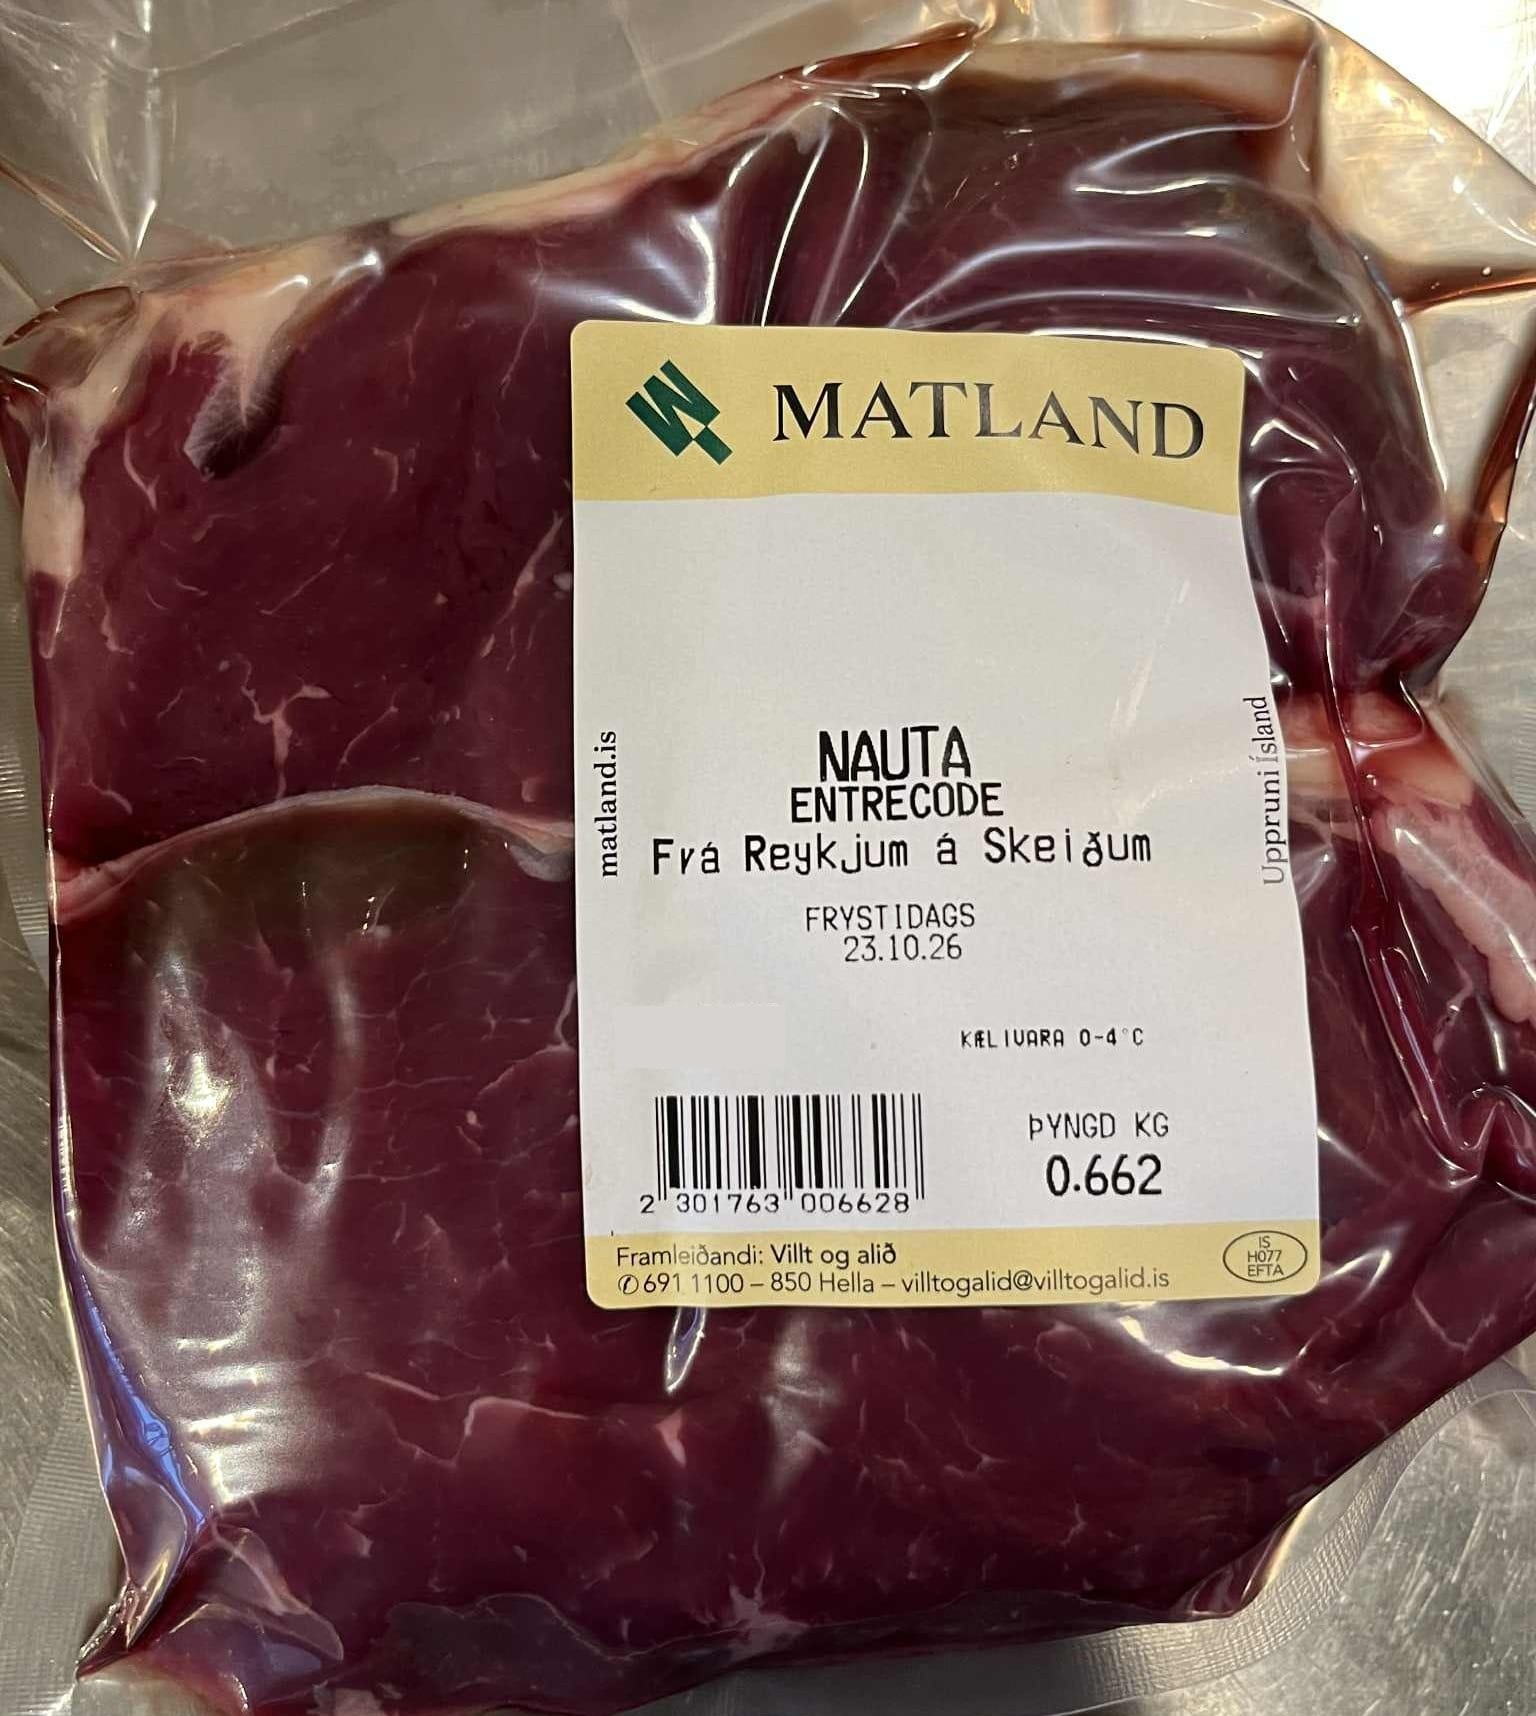 MATLAND
matland.is
NAUTA
ENTRECODE
Frá Reykjum á Skeiðum
Uppruni Ísland
FRYSTIDAGS
23.10.26
KÆLIVARA 0-4°C
ÞYNGD KG
0.662
2 301763 006628
Framleiðandi: Villt og alið
✆ 691 1100 – 850 Hella – villtogalid@villtogalid.is
IS
H077
EFTA